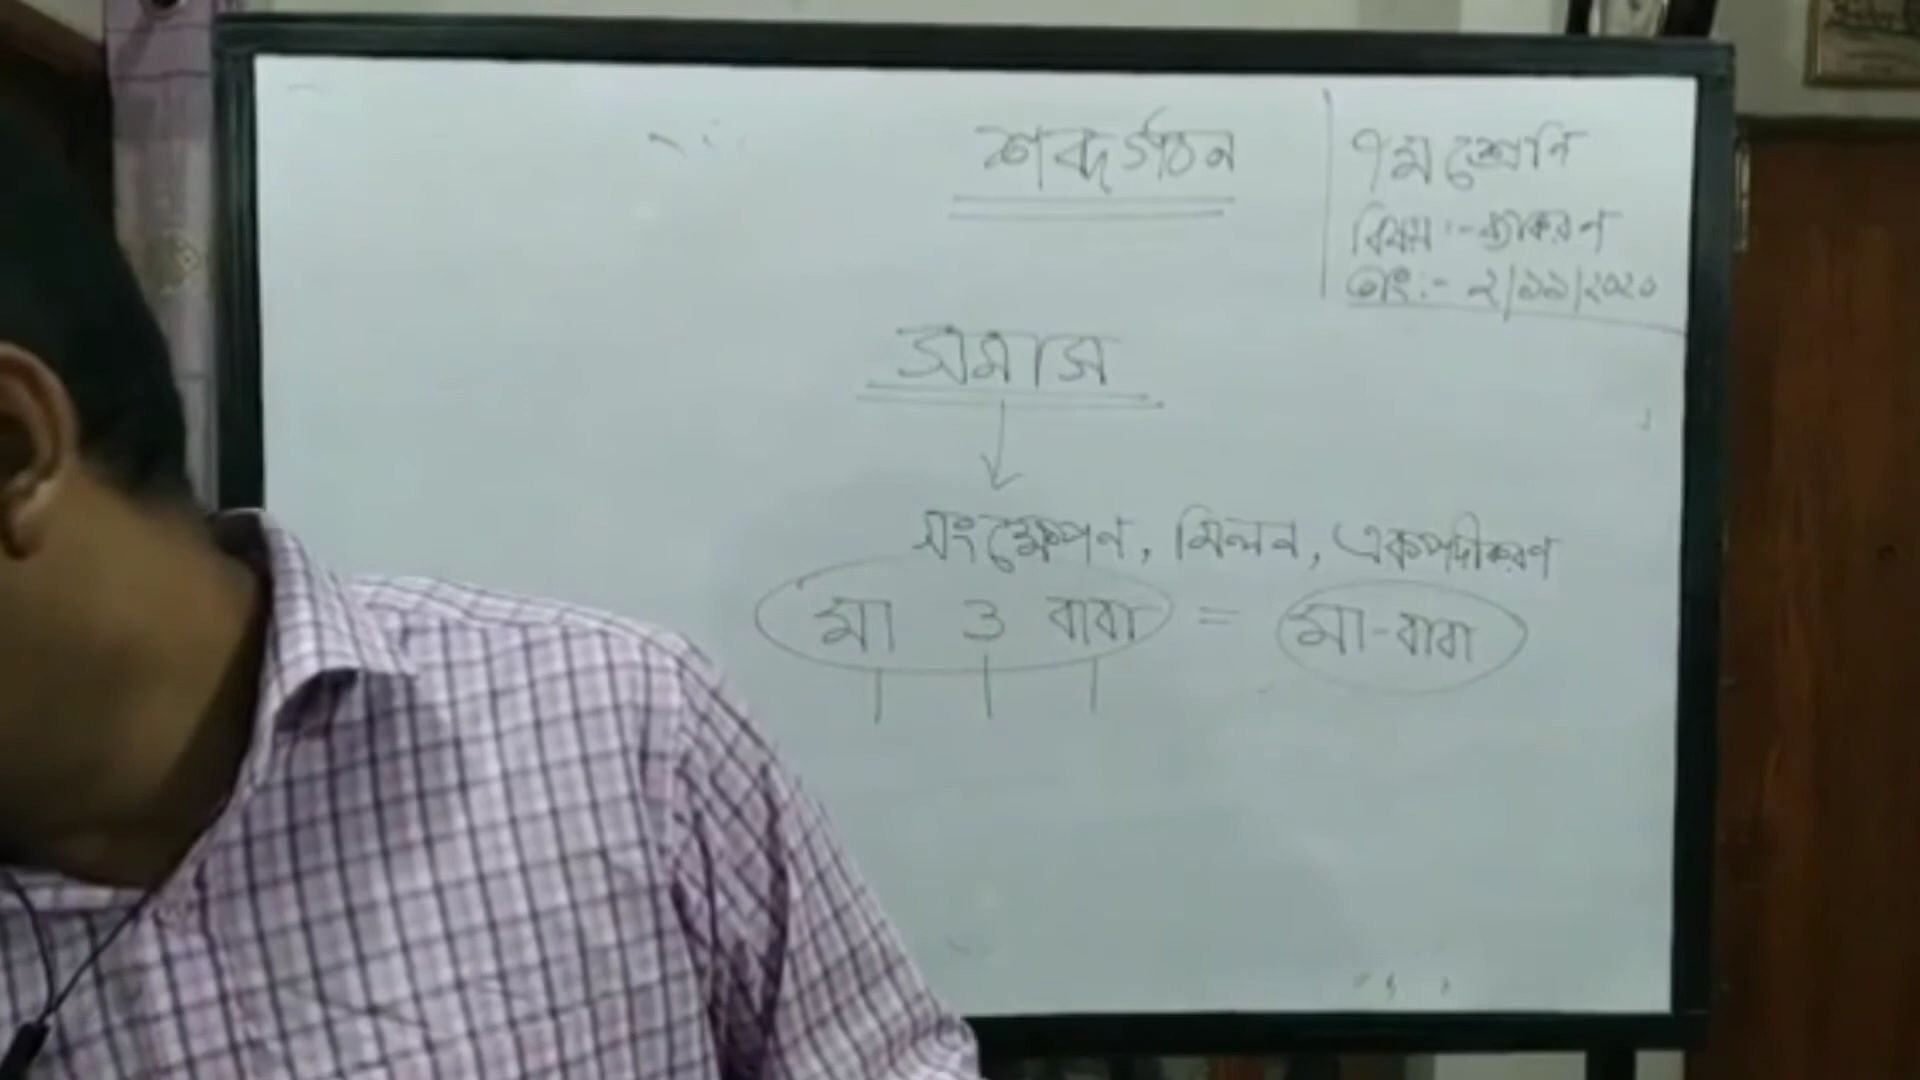 শব্দগঠন
৭ম শ্রেণি
বিষয় :- ব্যাকরণ
তাং :- ২/১১/২০২০
সমাস
সংক্ষেপণ, মিলন, একপদীকরণ
মা ও বাবা = মা-বাবা